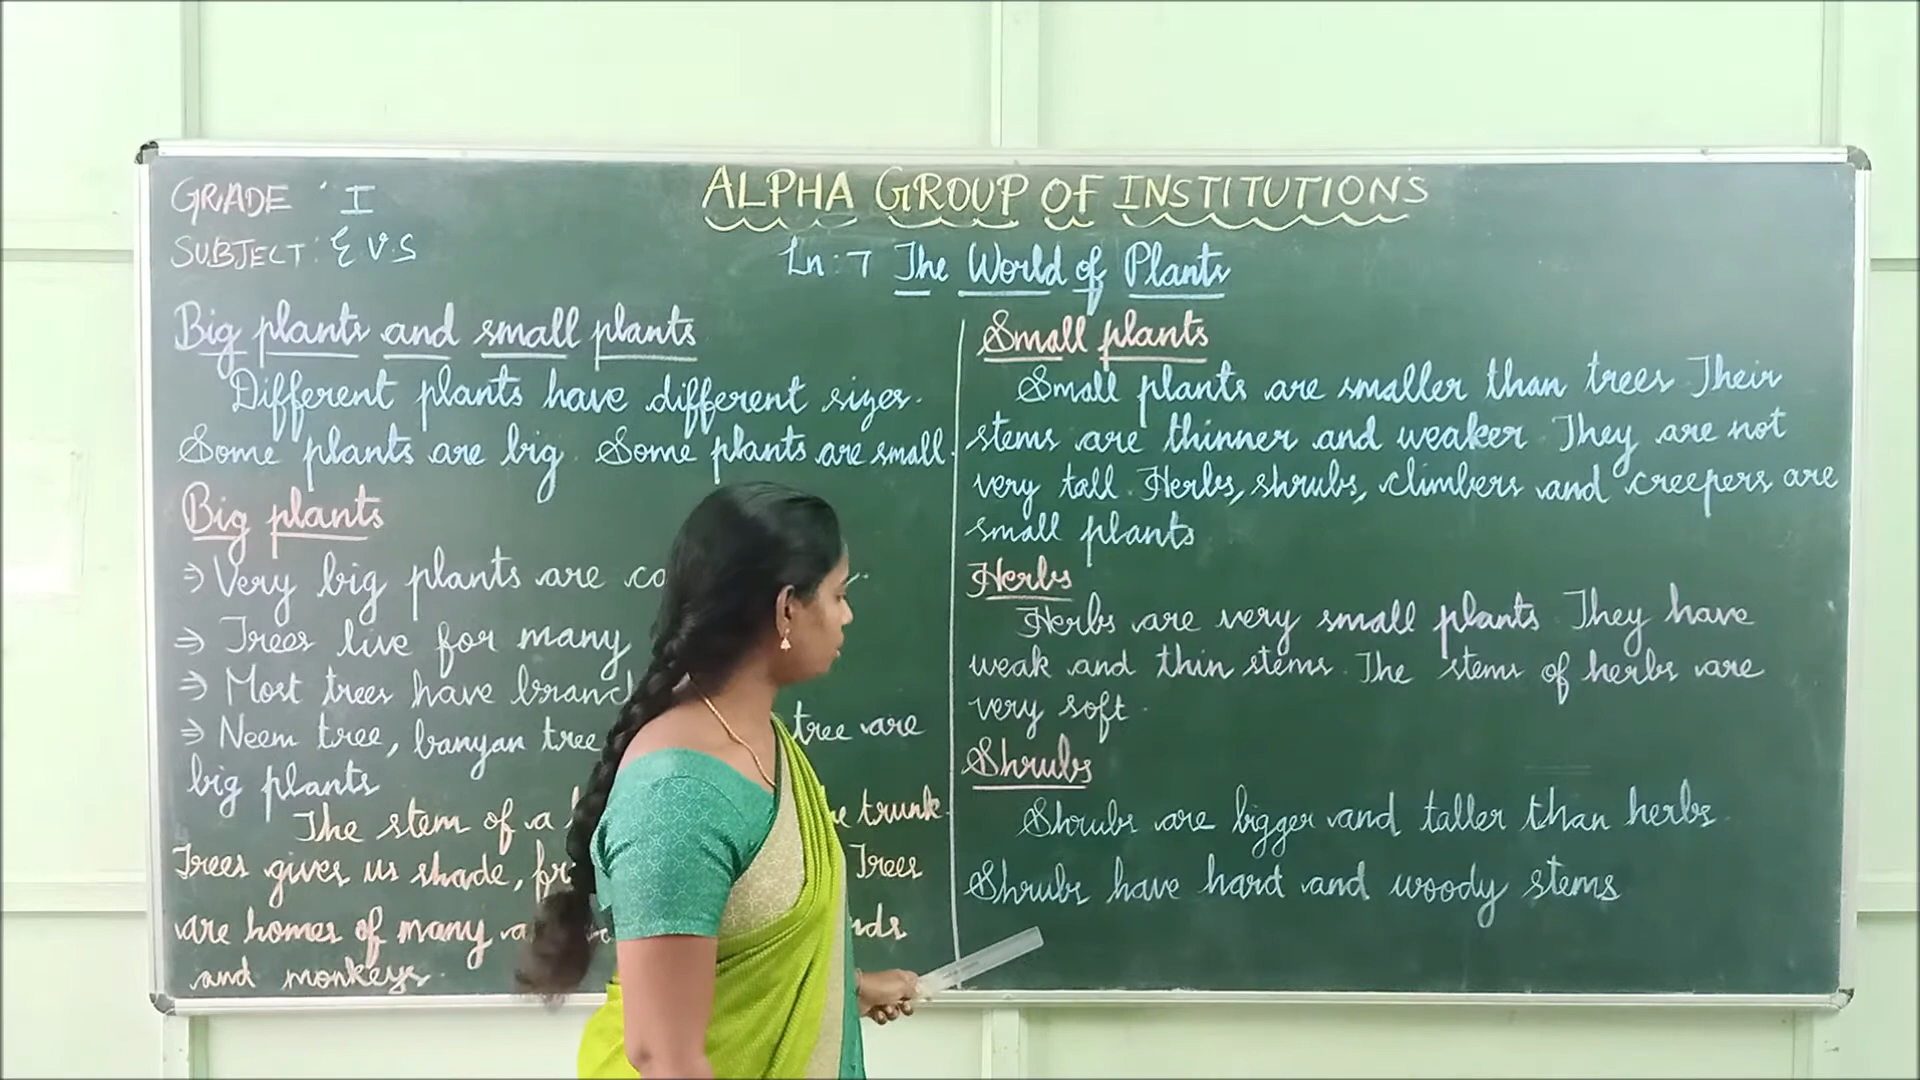 GRADE : I
SUBJECT : EVS
ALPHA GROUP OF INSTITUTIONS
Ln : 7 The World of Plants
Big plants and small plants
Different plants have different sizes.
Some plants are big. Some plants are small.
Big plants
⇒ Very big plants are
⇒ Trees live for many
⇒ Most trees have
⇒ Neem tree, banyan tree tree are
big plants
The stem of a trunk.
Trees gives us shade, Trees
are homes of many
and monkeys.
Small plants
Small plants are smaller than trees. Their
stems are thinner and weaker. They are not
very tall. Herbs, shrubs, climbers and creepers are
small plants
Herbs
Herbs are very small plants. They have
weak and thin stems. The stems of herbs are
very soft.
Shrubs
Shrubs are bigger and taller than herbs.
Shrubs have hard and woody stems